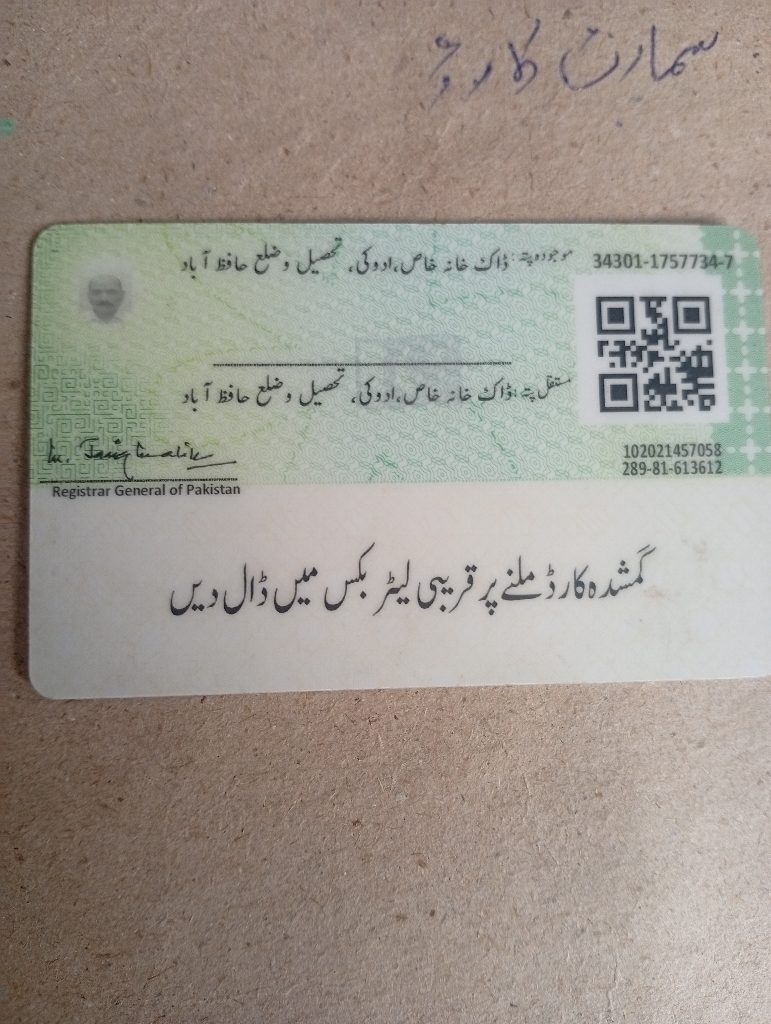 سمارٹ کارڈ
موجودہ پتہ: ڈاک خانہ خاص، ادوکی، تحصیل و ضلع حافظ آباد
34301-1757734-7
مستقل پتہ: ڈاک خانہ خاص، ادوکی، تحصیل و ضلع حافظ آباد
102021457058
289-81-613612
Registrar General of Pakistan
گمشدہ کارڈ ملنے پر قریبی لیٹر بکس میں ڈال دیں